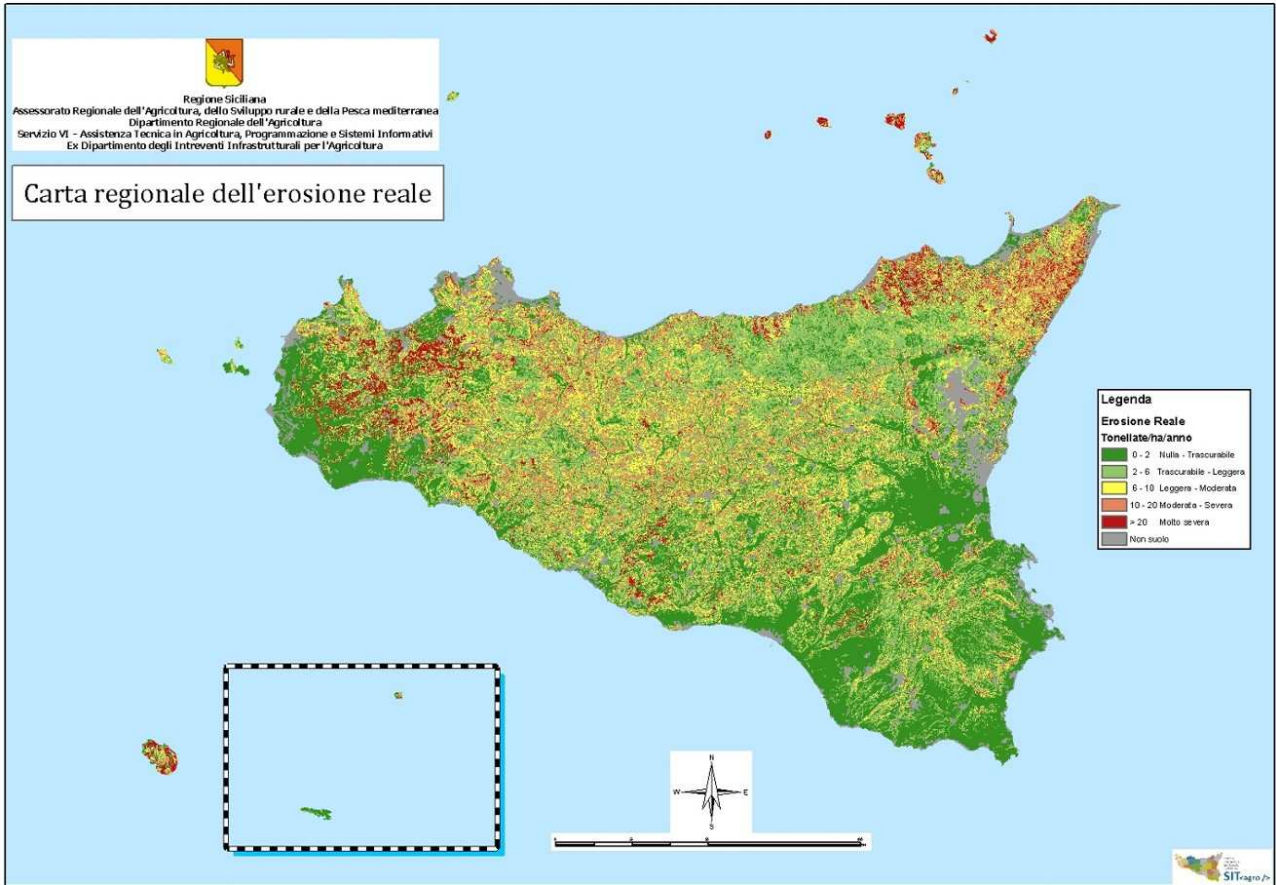 Regione Siciliana
Assessorato Regionale dell'Agricoltura, dello Sviluppo rurale e della Pesca mediterranea
Dipartimento Regionale dell'Agricoltura
Servizio VI - Assistenza Tecnica in Agricoltura, Programmazione e Sistemi Informativi
Ex Dipartimento degli Intreventi Infrastrutturali per l'Agricoltura
Carta regionale dell'erosione reale
Legenda
Erosione Reale
Tonellate/ha/anno
0 - 2 Nulla - Trascurabile
2 - 6 Trascurabile - Leggera
6 - 10 Leggera - Moderata
10 - 20 Moderata - Severa
> 20 Molto severa
Non suolo
N
W E
S
SIT<agro />